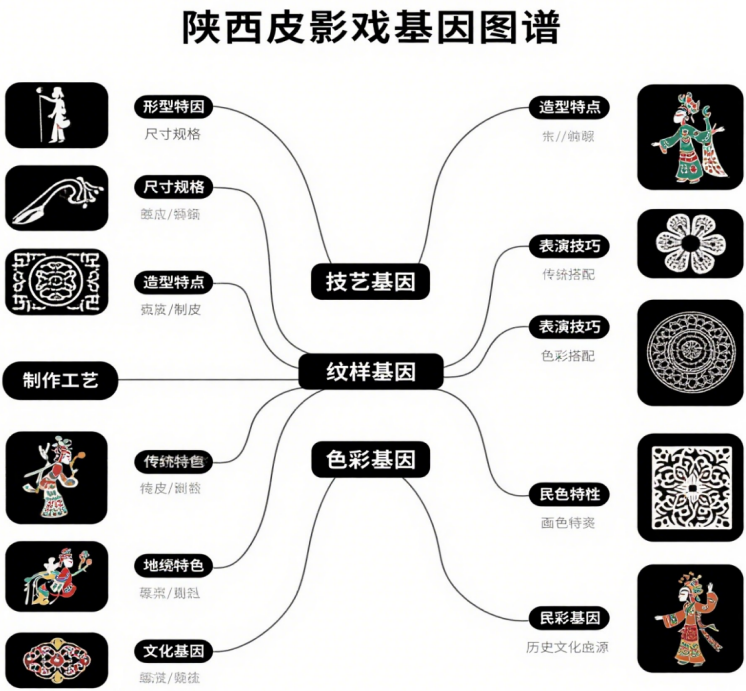 陕西皮影戏基因图谱
形型特因
尺寸规格
尺寸规格
造型特点
制皮
制作工艺
传统特色
地缆特色
文化基因
技艺基因
纹样基因
色彩基因
造型特点
表演技巧
传统搭配
表演技巧
色彩搭配
民色特性
画色特
民彩基因
历史文化源